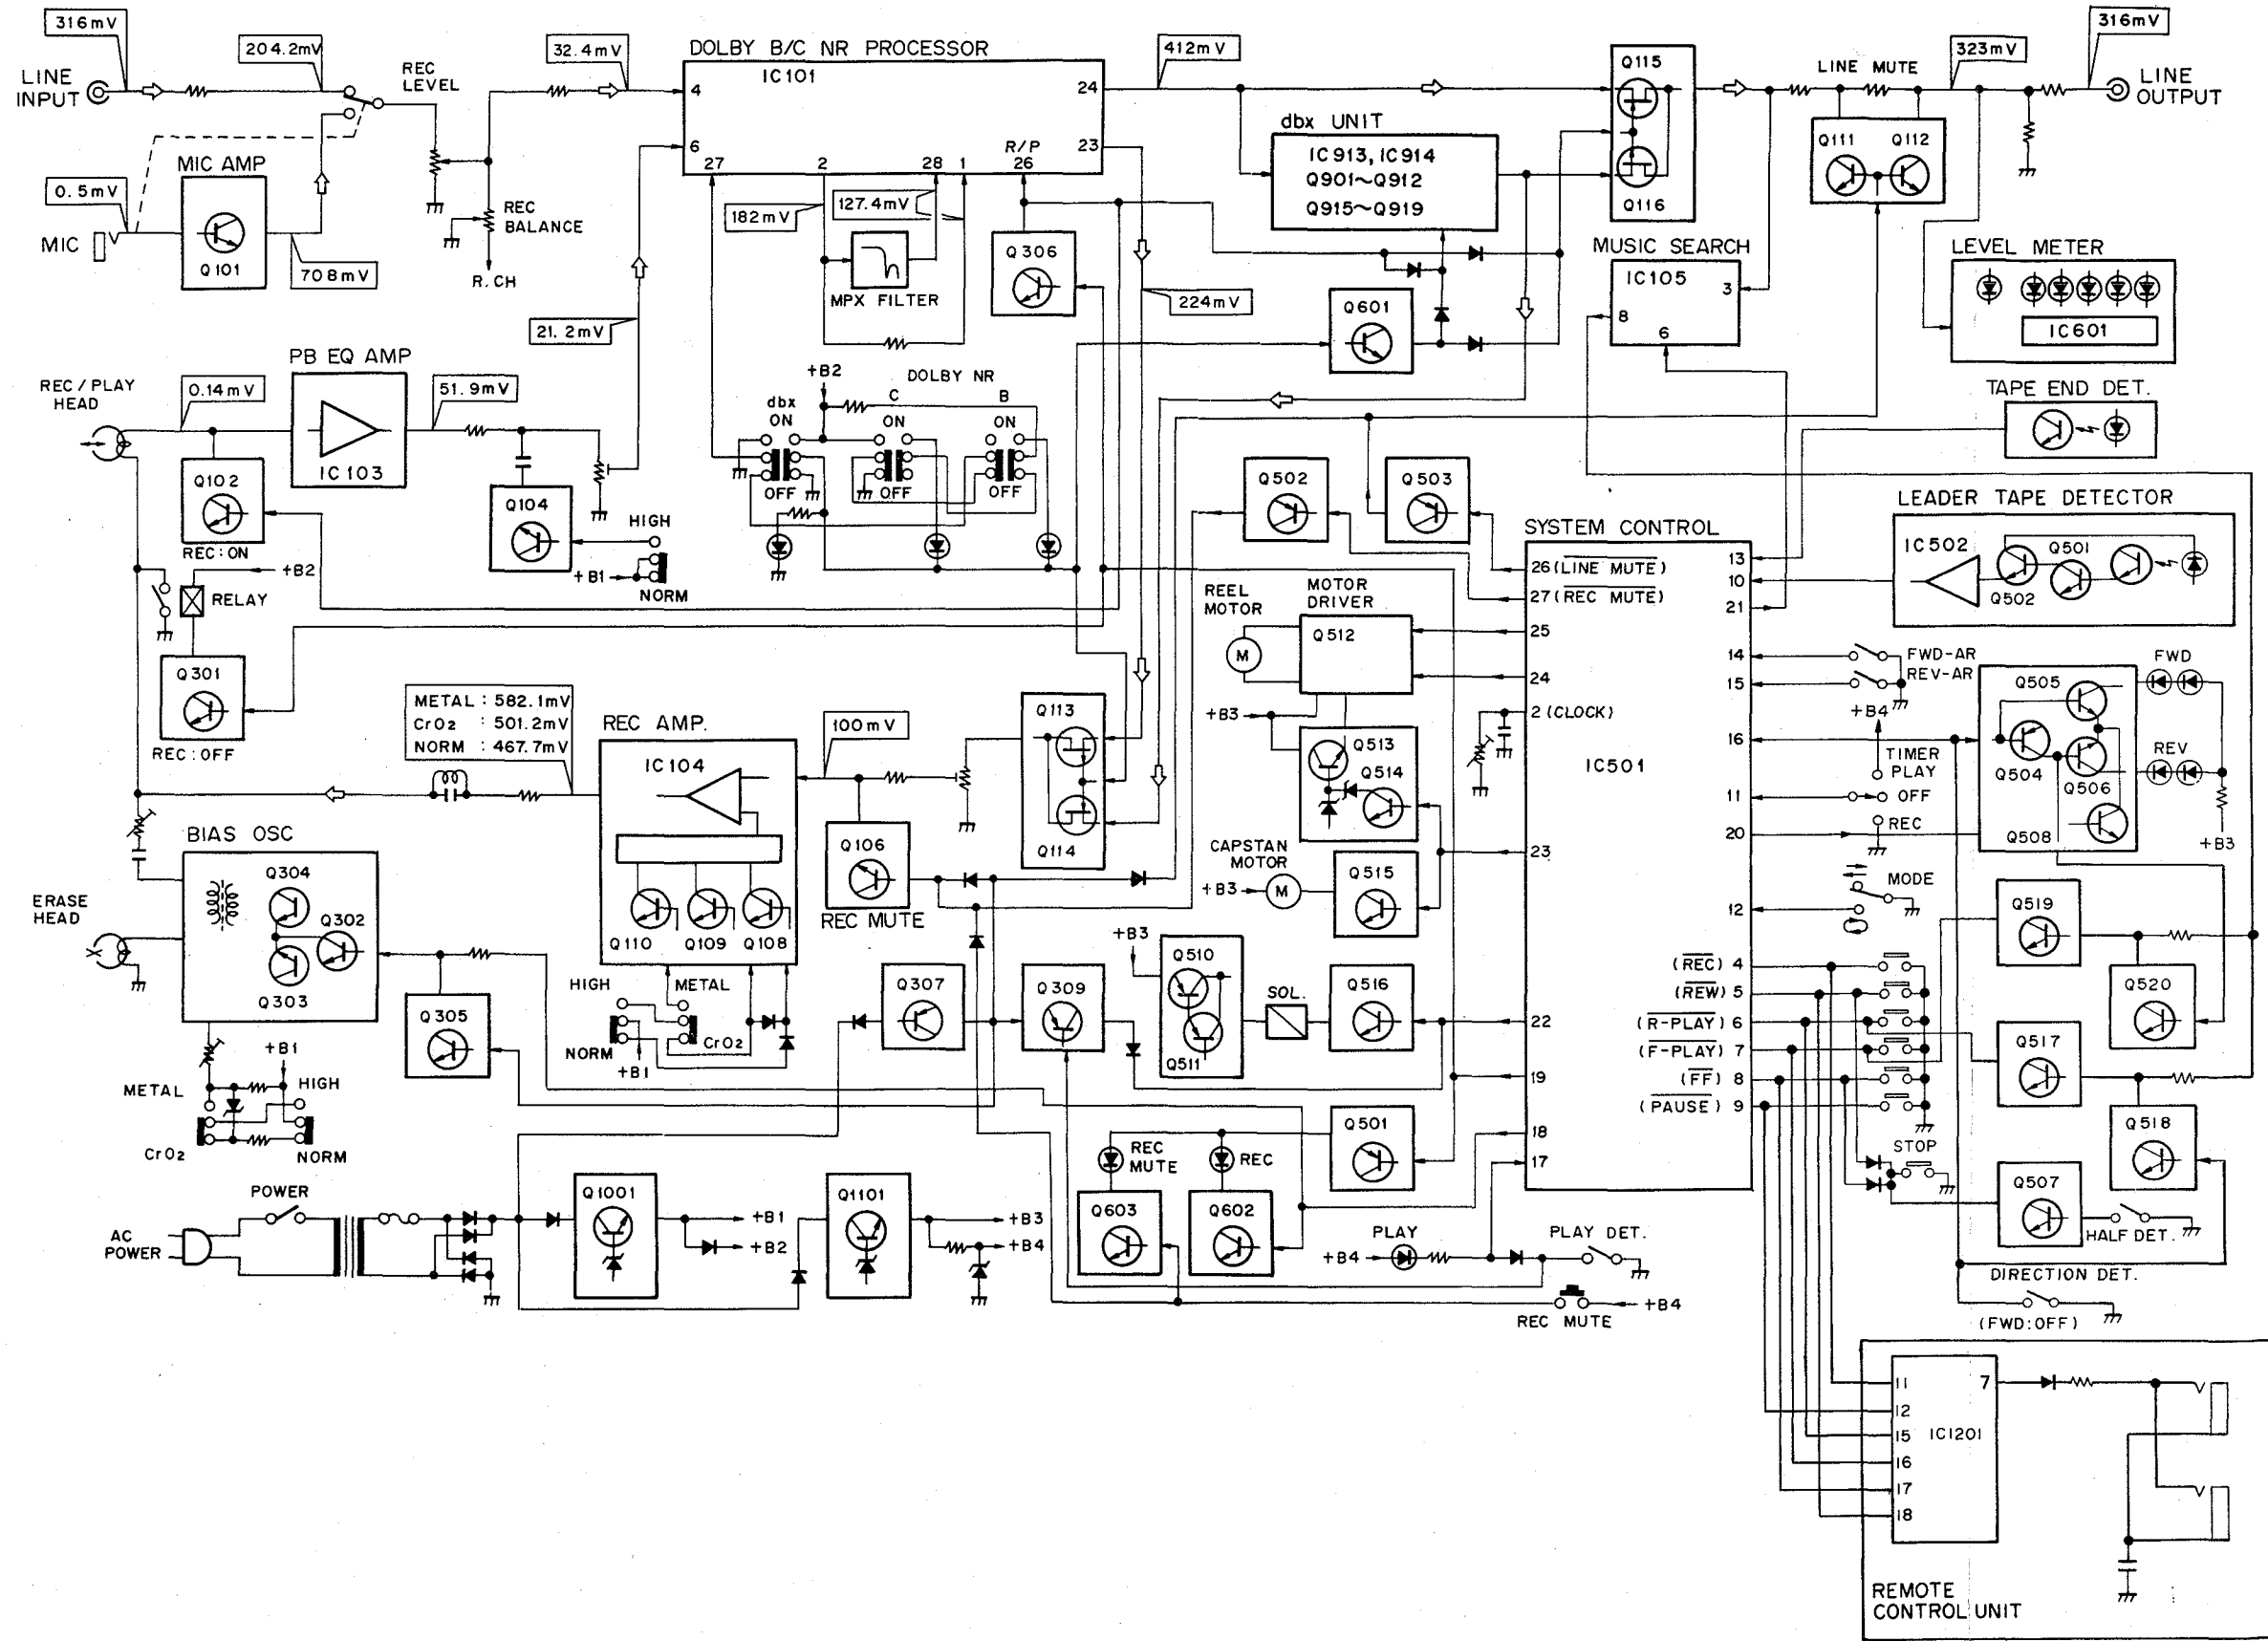 316mV
LINE
INPUT
204.2mV
REC
LEVEL
32.4mV
DOLBY B/C NR PROCESSOR
IC101
4
6
27
2
28
1
R/P
26
24
23
412mV
Q115
Q116
LINE MUTE
323mV
316mV
LINE
OUTPUT
Q111
Q112
dbx UNIT
IC913, IC914
Q901~Q912
Q915~Q919
MIC AMP
Q101
0.5mV
MIC
708mV
REC
BALANCE
R.CH
182mV
127.4mV
MPX FILTER
Q306
224mV
Q601
MUSIC SEARCH
IC105
3
8
6
LEVEL METER
IC601
21.2mV
PB EQ AMP
IC103
REC/PLAY
HEAD
0.14mV
51.9mV
+B2
DOLBY NR
dbx
ON
C
ON
B
ON
OFF
OFF
OFF
TAPE END DET.
Q102
REC:ON
Q104
HIGH
+B1
NORM
Q502
Q503
LEADER TAPE DETECTOR
IC502
Q501
Q502
+B2
RELAY
Q301
REC:OFF
SYSTEM CONTROL
IC501
26(LINE MUTE)
27(REC MUTE)
25
24
2(CLOCK)
23
22
19
18
17
13
10
21
14
15
16
11
20
12
(REC) 4
(REW) 5
(R-PLAY) 6
(F-PLAY) 7
(FF) 8
(PAUSE) 9
REEL
MOTOR
M
MOTOR
DRIVER
Q512
+B3
Q513
Q514
CAPSTAN
MOTOR
+B3
M
Q515
FWD-AR
REV-AR
+B4
TIMER
PLAY
OFF
REC
MODE
Q505
Q504
Q506
Q508
FWD
REV
+B3
METAL : 582.1mV
CrO2 : 501.2mV
NORM : 467.7mV
REC AMP.
IC104
Q110
Q109
Q108
100mV
Q113
Q114
Q106
REC MUTE
BIAS OSC
Q304
Q302
Q303
ERASE
HEAD
Q305
HIGH
METAL
NORM
CrO2
+B1
Q307
Q309
+B3
Q510
Q511
SOL.
Q516
Q519
Q520
Q517
Q518
Q507
STOP
HALF DET.
+B1
METAL
HIGH
CrO2
NORM
AC
POWER
POWER
Q1001
+B1
+B2
Q1101
+B3
+B4
REC
MUTE
REC
Q501
Q603
Q602
PLAY
+B4
PLAY DET.
REC MUTE
+B4
DIRECTION DET.
(FWD:OFF)
11
12
15
16
17
18
7
IC1201
REMOTE
CONTROL UNIT